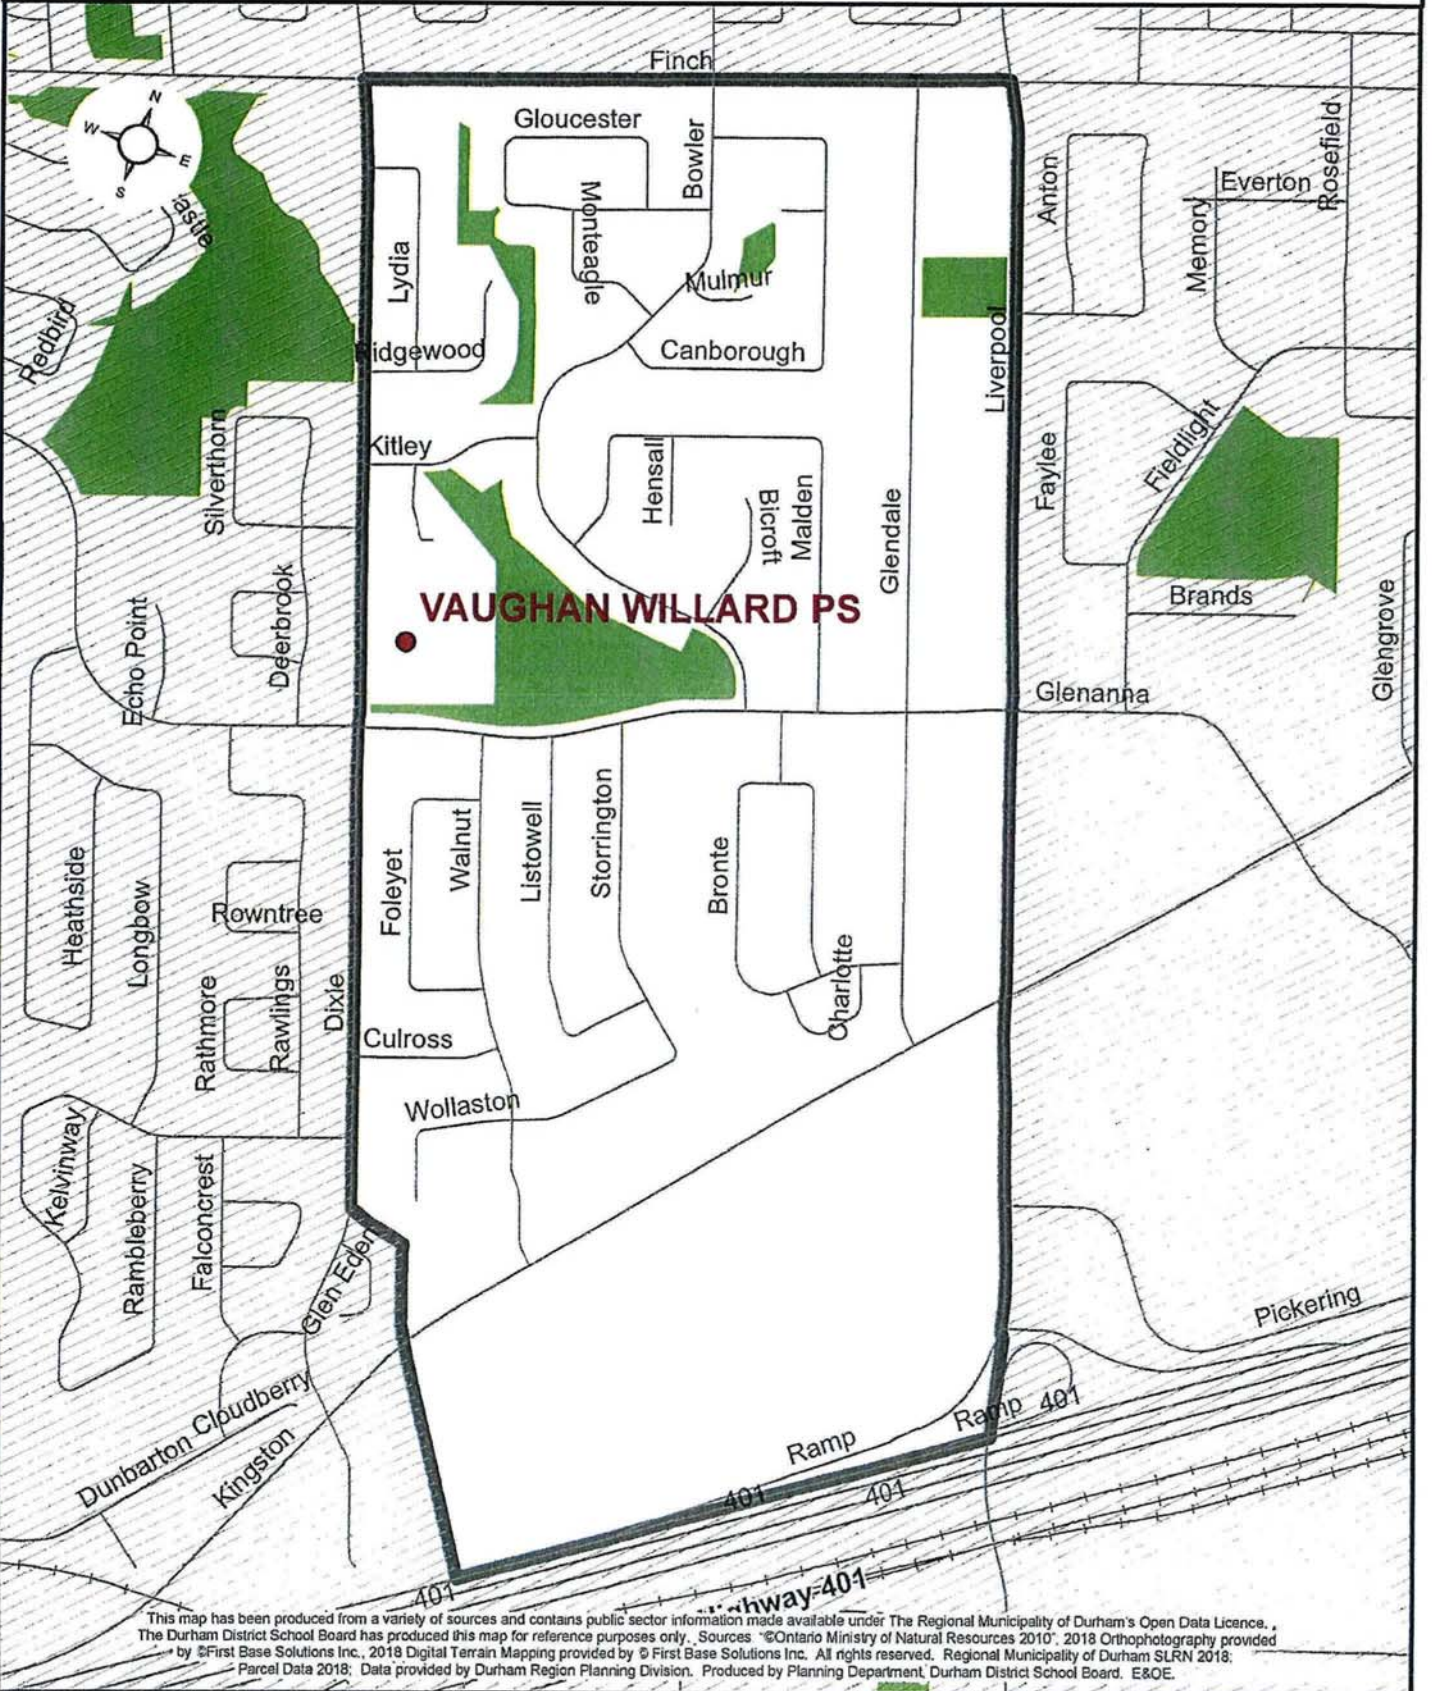 Finch
N
W
E
S
Gloucester
Bowler
Monteagle
Mulmur
Lydia
idgewood
Canborough
Liverpool
Anton
Everton
Rosefield
Memory
astle
Redbird
Silverthorn
Kitley
Hensall
Bicroft
Malden
Glendale
Faylee
Fieldlight
Brands
Glengrove
Echo Point
Deerbrook
VAUGHAN WILLARD PS
Glenanna
Heathside
Longbow
Rowntree
Rathmore
Rawlings
Dixie
Foleyet
Walnut
Listowell
Storrington
Bronte
Charlotte
Culross
Wollaston
Kelvinway
Rambleberry
Falconcrest
Glen Eden
Pickering
Dunbarton
Cloudberry
Kingston
Ramp
Ramp
401
401
401
401
ighway 401
This map has been produced from a variety of sources and contains public sector information made available under The Regional Municipality of Durham's Open Data Licence.
The Durham District School Board has produced this map for reference purposes only. Sources "©Ontario Ministry of Natural Resources 2010", 2018 Orthophotography provided
by ©First Base Solutions Inc., 2018 Digital Terrain Mapping provided by © First Base Solutions Inc. All rights reserved. Regional Municipality of Durham SLRN 2018;
Parcel Data 2018; Data provided by Durham Region Planning Division. Produced by Planning Department, Durham District School Board. E&OE.